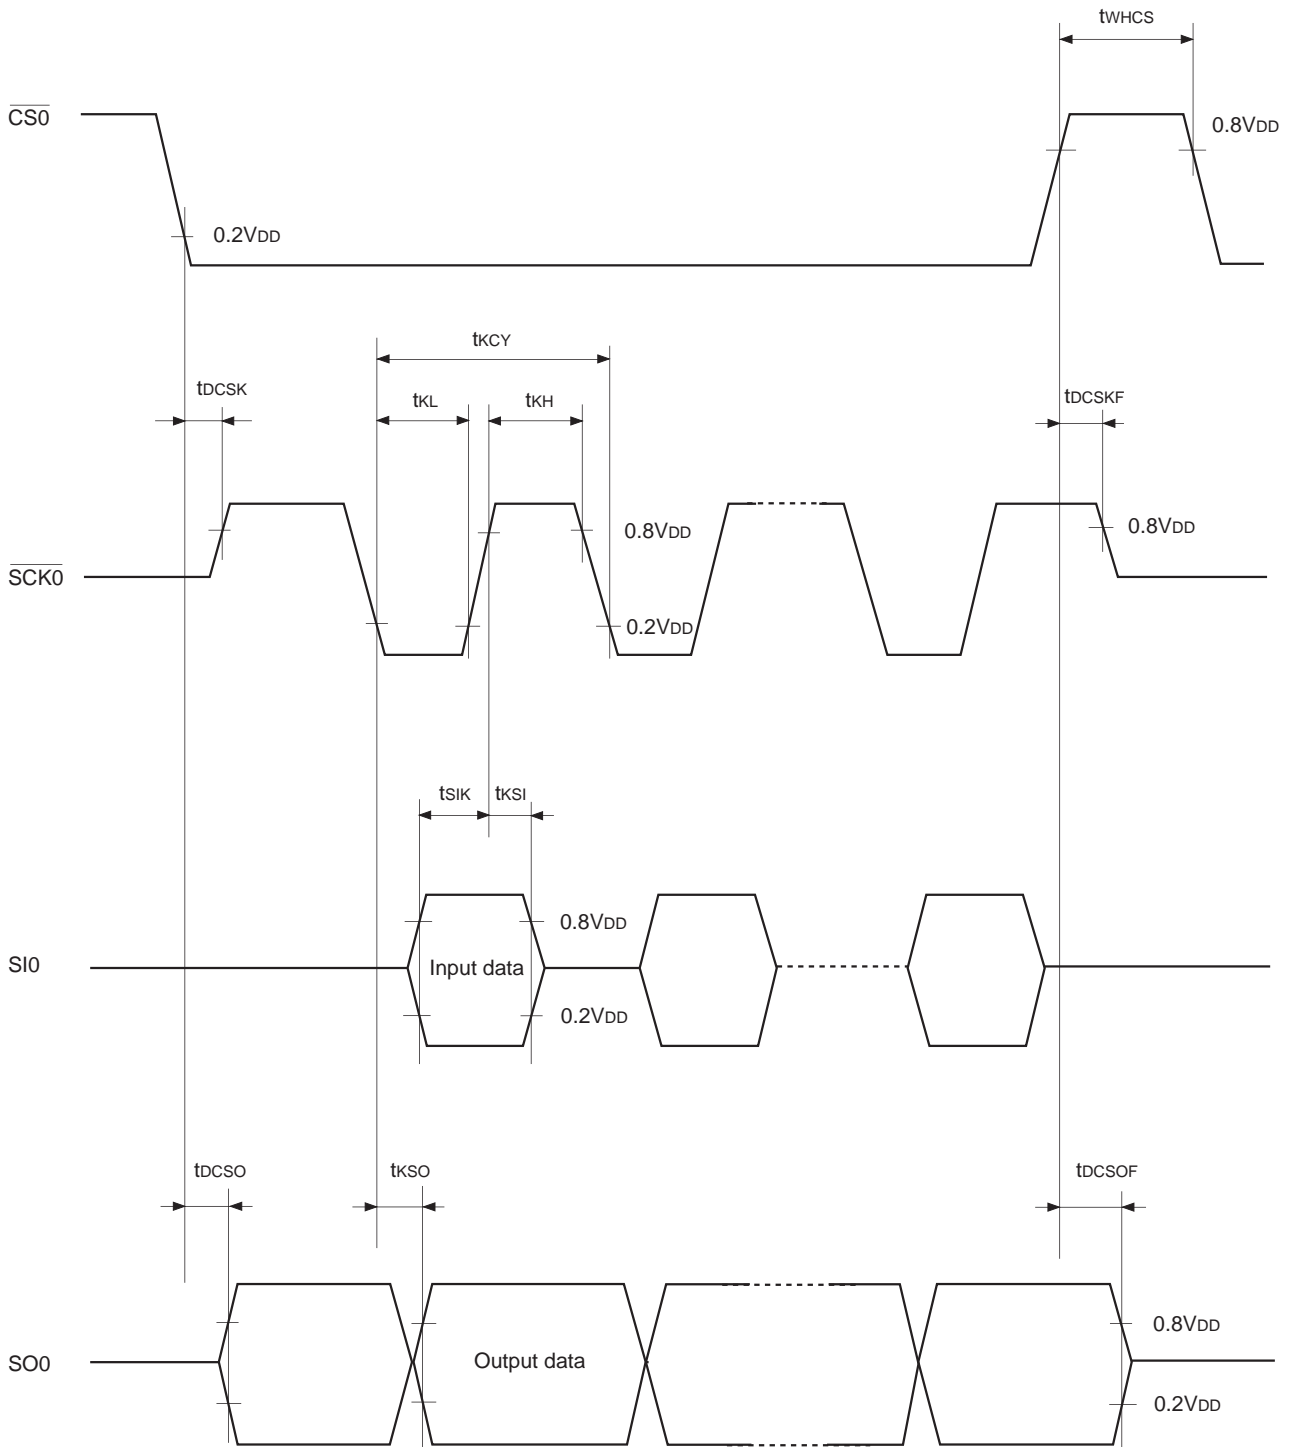 tWHCS
CS0
0.8VDD
0.2VDD
tKCY
tDCSK
tKL
tKH
tDCSKF
0.8VDD
0.8VDD
SCK0
0.2VDD
tSIK
tKSI
0.8VDD
SI0
Input data
0.2VDD
tDCSO
tKSO
tDCSOF
0.8VDD
SO0
Output data
0.2VDD